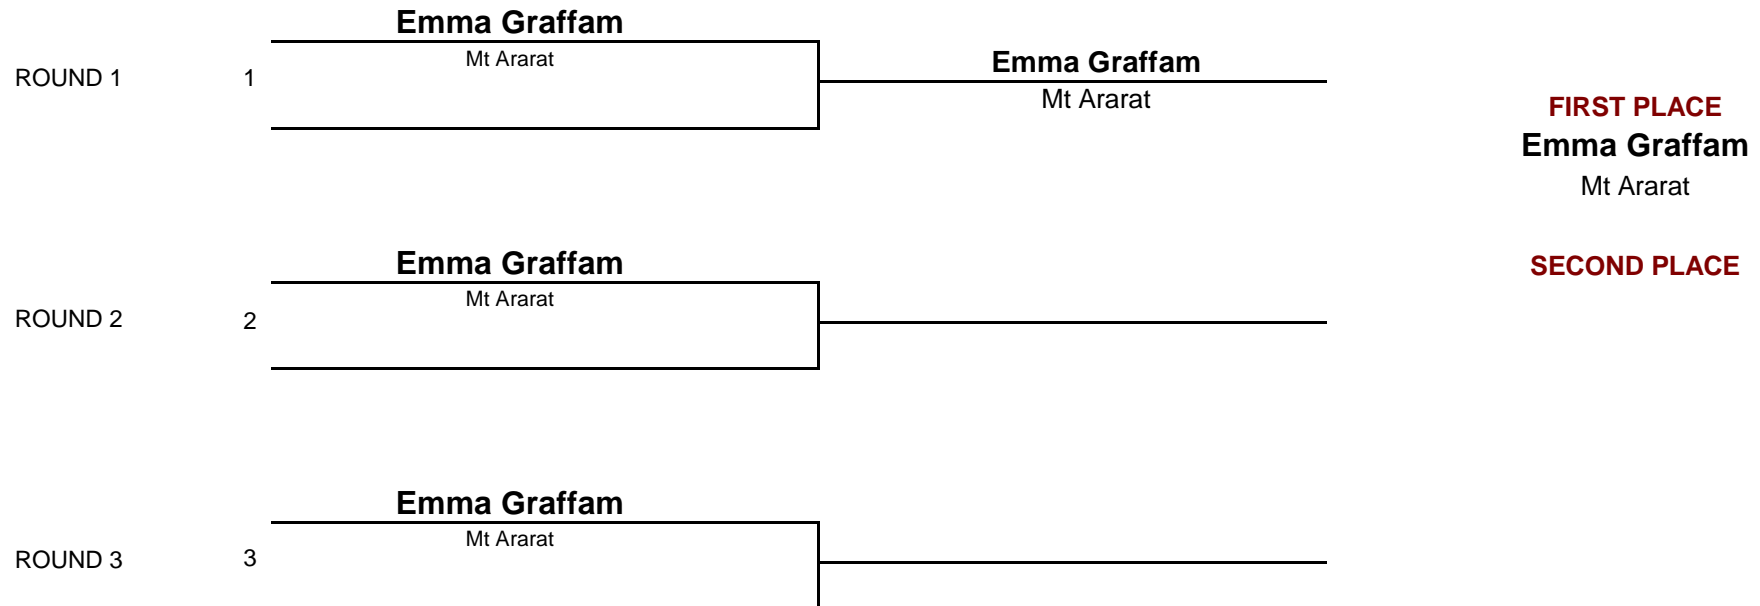 Emma Graffam
Mt Ararat
ROUND 1
1
Emma Graffam
Mt Ararat
FIRST PLACE
Emma Graffam
Mt Ararat
Emma Graffam
Mt Ararat
SECOND PLACE
ROUND 2
2
Emma Graffam
Mt Ararat
ROUND 3
3